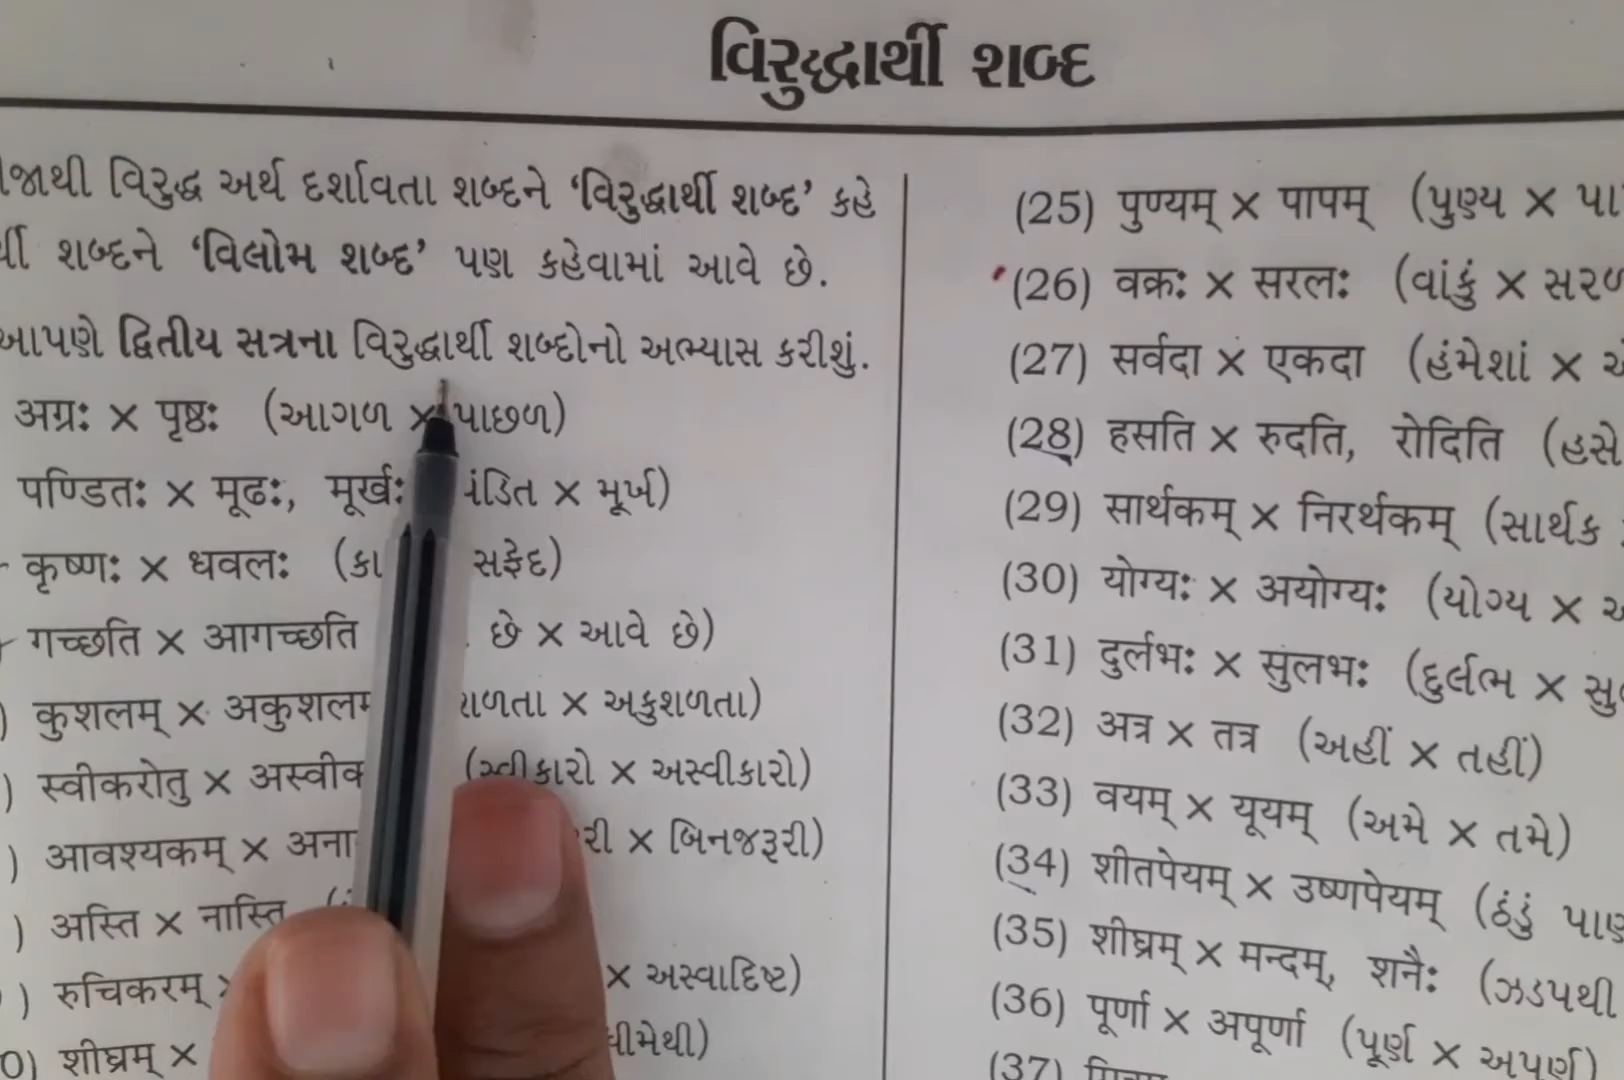 વિરુદ્ધાર્થી શબ્દ
વિરુદ્ધ અર્થ દર્શાવતા શબ્દને ‘વિરુદ્ધાર્થી શબ્દ’ કહે
શબ્દને ‘વિલોમ શબ્દ’ પણ કહેવામાં આવે છે.
આપણે દ્વિતીય સત્રના વિરુદ્ધાર્થી શબ્દોનો અભ્યાસ કરીશું.
अग्रः × पृष्ठः (આગળ × પાછળ)
पण्डितः × मूढः, मूर्खः × મૂર્ખ)
कृष्णः × धवलः સફેદ)
गच्छति × आगच्छति છે × આવે છે)
कुशलम् × अकुशलम् × અકુશળતા)
स्वीकरोतु × (સ્વીકારો × અસ્વીકારો)
आवश्यकम् × × બિનજરૂરી)
अस्ति × नास्ति
रुचिकरम् × અસ્વાદિષ્ટ)
शीघ्रम् × ધીમેથી)
(25) पुण्यम् × पापम् (પુણ્ય ×
(26) वक्रः × सरलः (વાંકું × સરળ
(27) सर्वदा × एकदा (હંમેશાં ×
(28) हसति × रुदति, रोदिति (હસે
(29) सार्थकम् × निरर्थकम् (સાર્થક
(30) योग्यः × अयोग्यः (યોગ્ય ×
(31) दुर्लभः × सुलभः (દુર્લભ ×
(32) अत्र × तत्र (અહીં × તહીં)
(33) वयम् × यूयम् (અમે × તમે)
(34) शीतपेयम् × उष्णपेयम् (ઠંડું
(35) शीघ्रम् × मन्दम्, शनैः (ઝડપથી
(36) पूर्णा × अपूर्णा (પૂર્ણ × અપૂર્ણ)
(37)